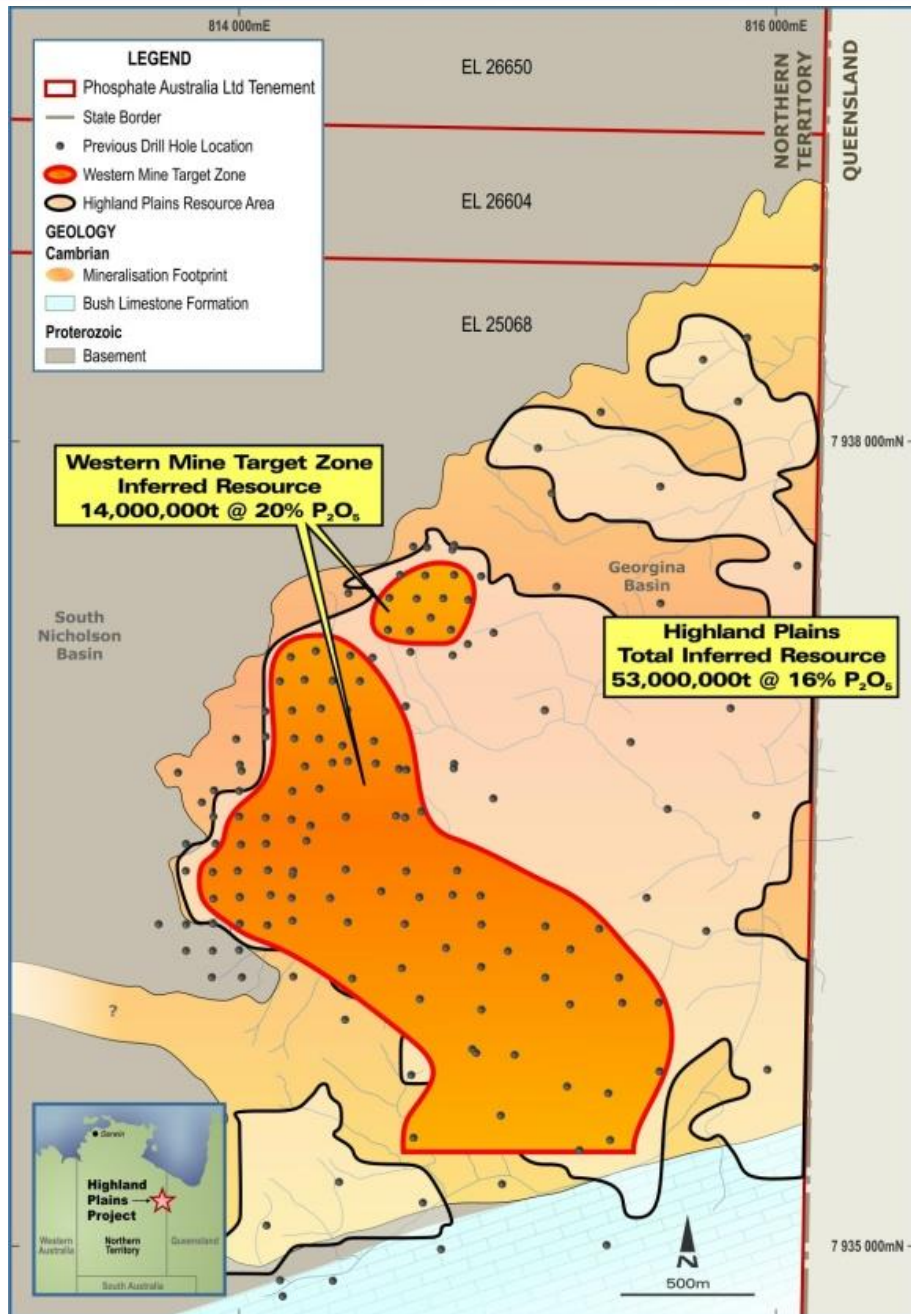 814 000mE
816 000mE
LEGEND
Phosphate Australia Ltd Tenement
State Border
Previous Drill Hole Location
Western Mine Target Zone
Highland Plains Resource Area
GEOLOGY
Cambrian
Mineralisation Footprint
Bush Limestone Formation
Proterozoic
Basement
EL 26650
NORTHERN
TERRITORY
QUEENSLAND
EL 26604
EL 25068
7 938 000mN
Western Mine Target Zone
Inferred Resource
14,000,000t @ 20% P₂O₅
Georgina
Basin
South
Nicholson
Basin
Highland Plains
Total Inferred Resource
53,000,000t @ 16% P₂O₅
?
Darwin
Highland
Plains
Project
Western
Australia
Northern
Territory
Queensland
South Australia
N
500m
7 935 000mN